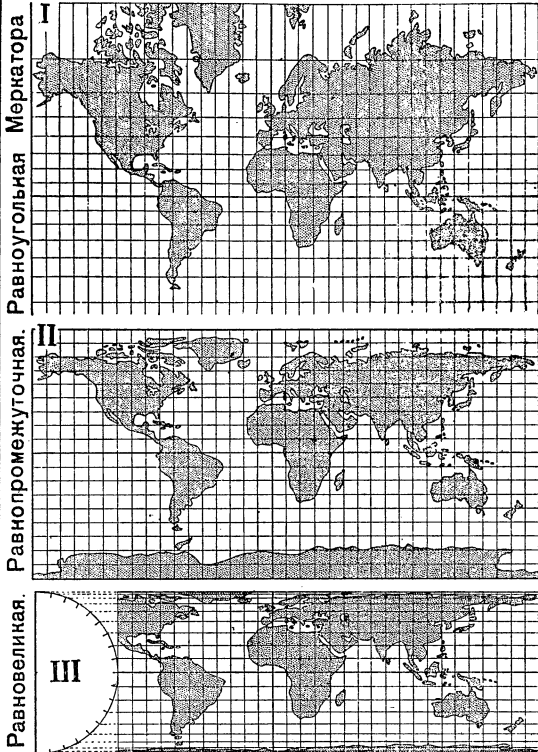 I
Равноугольная Меркатора
II
Равнопромежуточная.
III
Равновеликая.